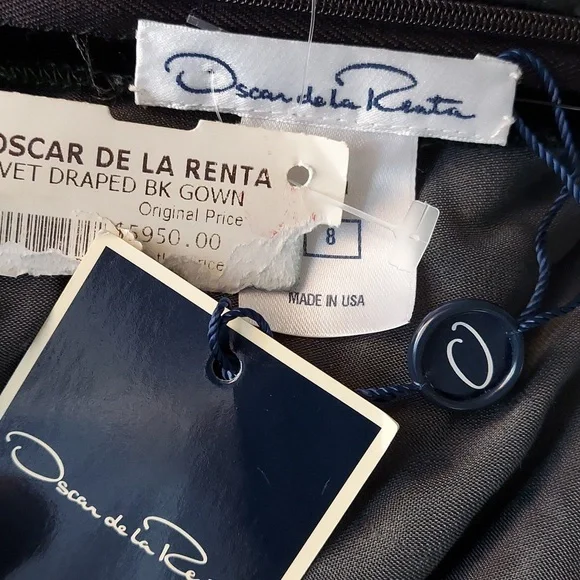 Oscar de la Renta
OSCAR DE LA RENTA
VET DRAPED BK GOWN
Original Price
$5950.00
8
MADE IN USA
O
Oscar de la Renta